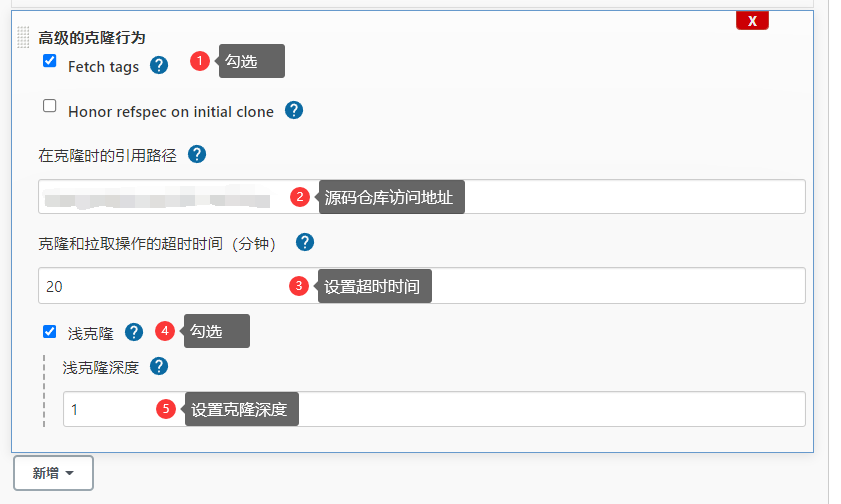 X
高级的克隆行为
Fetch tags ? 1 勾选
Honor refspec on initial clone ?
在克隆时的引用路径 ?
2 源码仓库访问地址
克隆和拉取操作的超时时间（分钟） ?
20 3 设置超时时间
浅克隆 ? 4 勾选
浅克隆深度 ?
1 5 设置克隆深度
新增